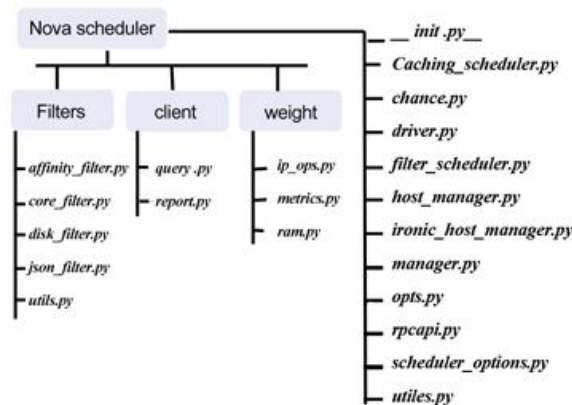 Nova scheduler
Filters
affinity_filter.py
core_filter.py
disk_filter.py
json_filter.py
utils.py
client
query .py
report.py
weight
ip_ops.py
metrics.py
ram.py
__ init .py__
Caching_scheduler.py
chance.py
driver.py
filter_scheduler.py
host_manager.py
ironic_host_manager.py
manager.py
opts.py
rpcapi.py
scheduler_options.py
utiles.py